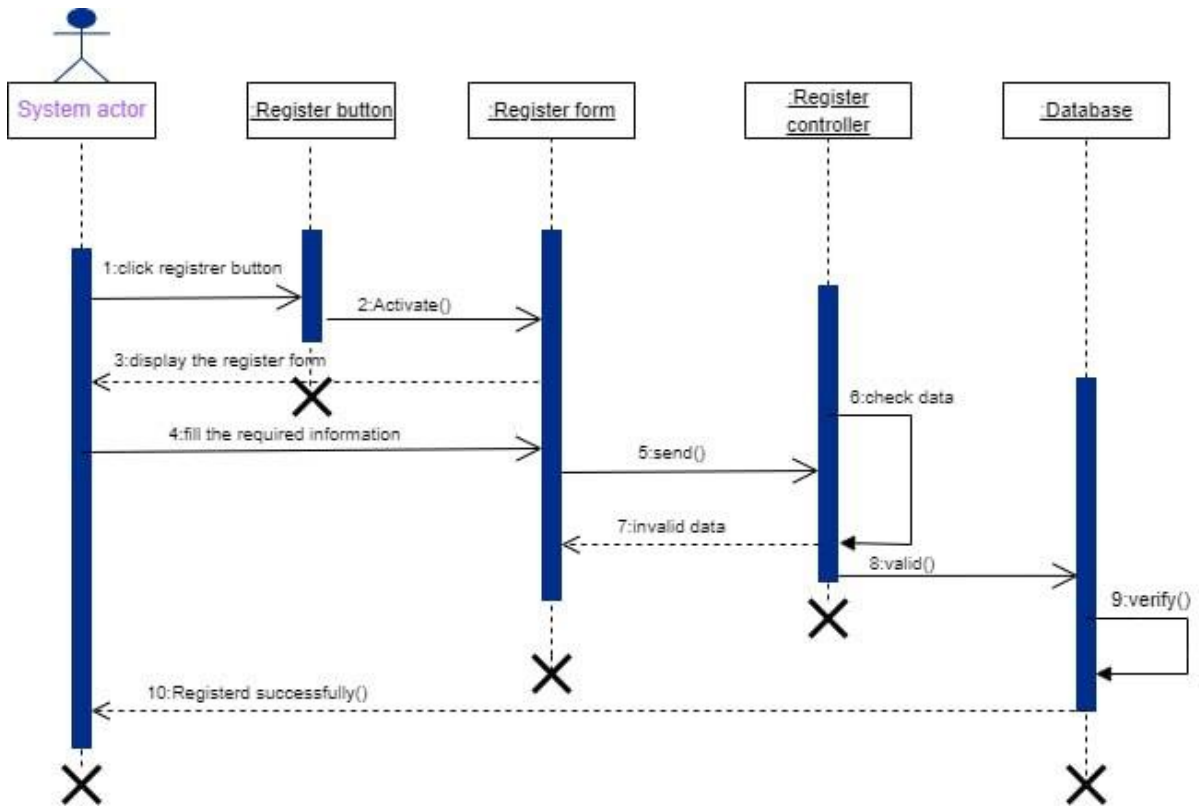 System actor
:Register button
:Register form
:Register
controller
:Database
1:click registrer button
2:Activate()
3:display the register form
6:check data
4:fill the required information
5:send()
7:invalid data
8:valid()
9:verify()
10:Registerd successfully()